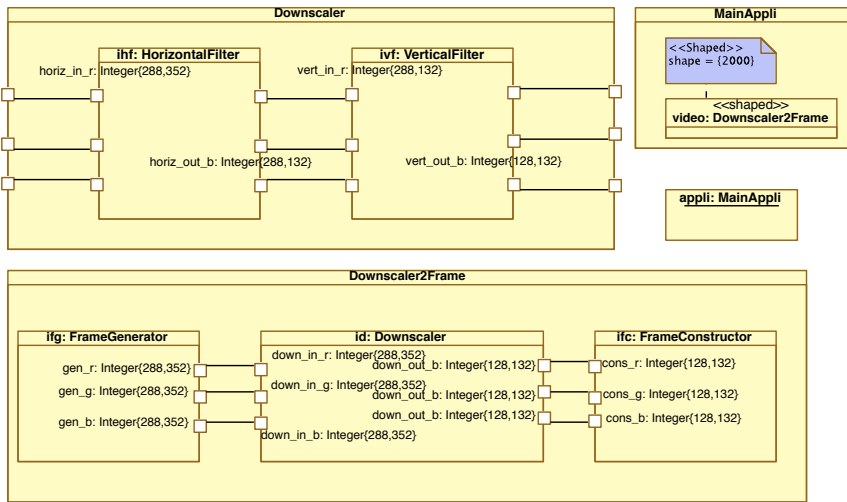 Downscaler
ihf: HorizontalFilter
ivf: VerticalFilter
horiz_in_r: Integer{288,352}
vert_in_r: Integer{288,132}
horiz_out_b: Integer{288,132}
vert_out_b: Integer{128,132}
MainAppli
<<Shaped>>
shape = {2000}
<<shaped>>
video: Downscaler2Frame
appli: MainAppli
Downscaler2Frame
ifg: FrameGenerator
id: Downscaler
ifc: FrameConstructor
gen_r: Integer{288,352}
down_in_r: Integer{288,352}
down_out_b: Integer{128,132}
cons_r: Integer{128,132}
gen_g: Integer{288,352}
down_in_g: Integer{288,352}
down_out_b: Integer{128,132}
cons_g: Integer{128,132}
gen_b: Integer{288,352}
down_out_b: Integer{128,132}
cons_b: Integer{128,132}
down_in_b: Integer{288,352}